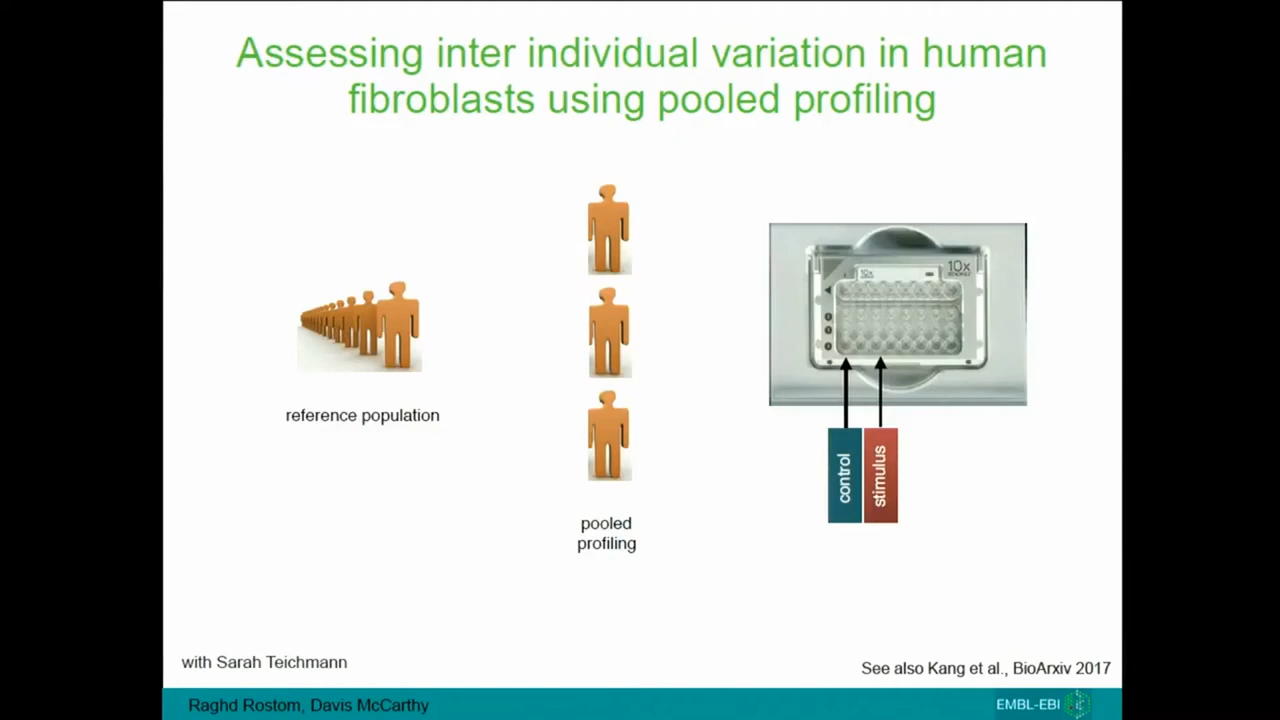 Assessing inter individual variation in human
fibroblasts using pooled profiling
reference population
pooled
profiling
10x
10x
control
stimulus
with Sarah Teichmann
See also Kang et al., BioArxiv 2017
Raghd Rostom, Davis McCarthy
EMBL-EBI